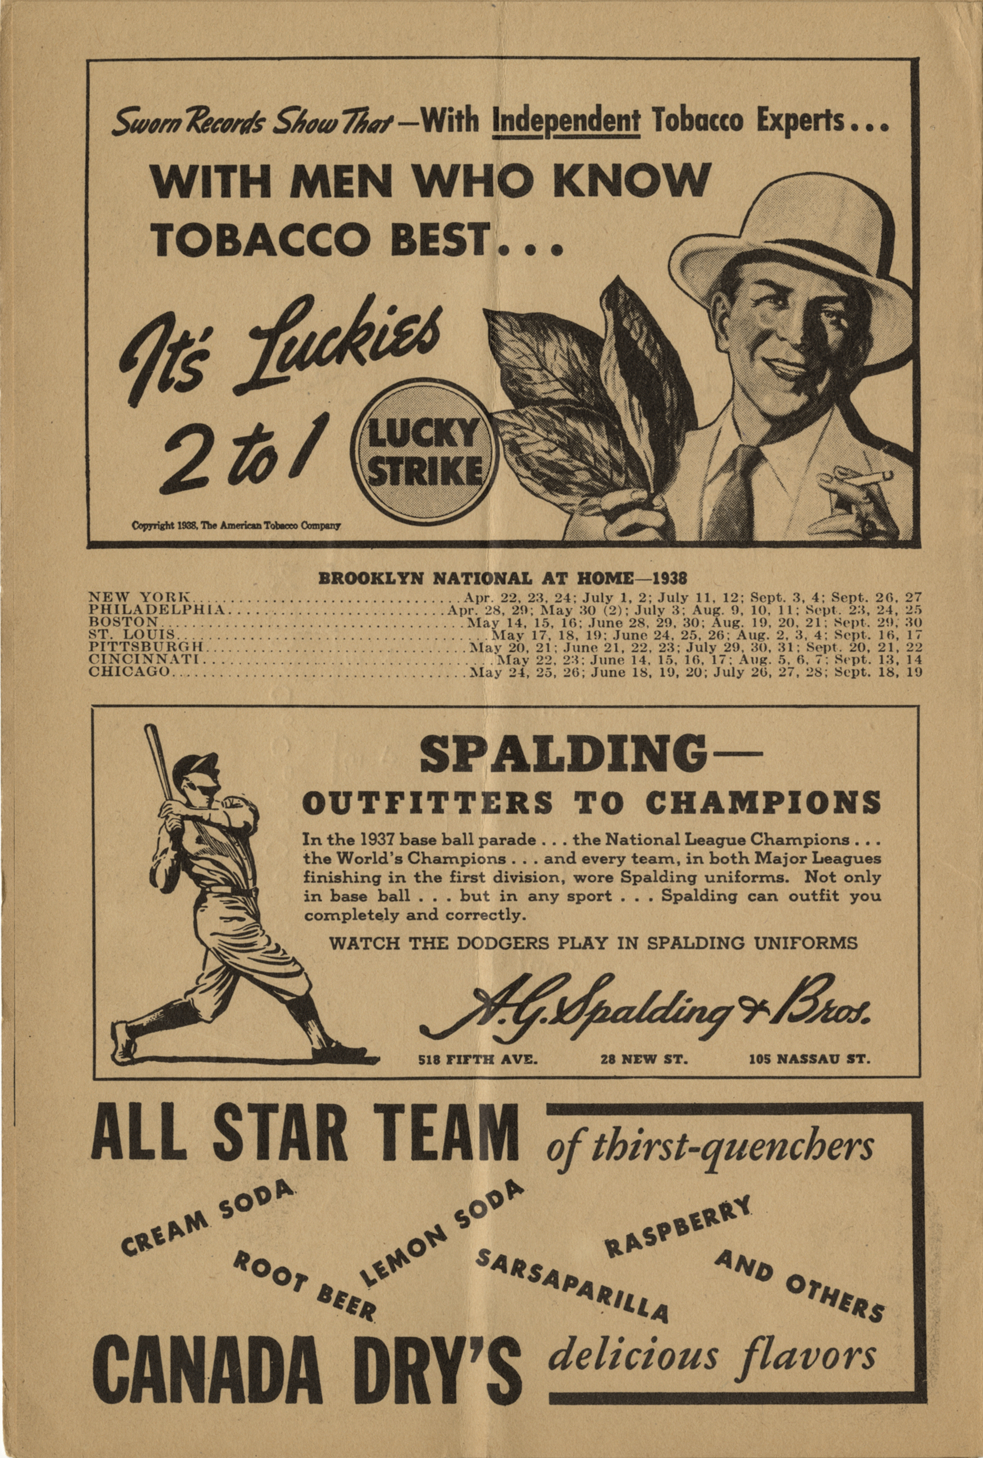 Sworn Records Show That—With Independent Tobacco Experts...
WITH MEN WHO KNOW
TOBACCO BEST...
It's Luckies
2 to 1
LUCKY
STRIKE
Copyright 1938, The American Tobacco Company
BROOKLYN NATIONAL AT HOME—1938
NEW YORK..............................Apr. 22, 23, 24; July 1, 2; July 11, 12; Sept. 3, 4; Sept. 26, 27
PHILADELPHIA........................Apr. 28, 29; May 30 (2); July 3; Aug. 9, 10, 11; Sept. 23, 24, 25
BOSTON..................................May 14, 15, 16; June 28, 29, 30; Aug. 19, 20, 21; Sept. 29, 30
ST. LOUIS..................................May 17, 18, 19; June 24, 25, 26; Aug. 2, 3, 4; Sept. 16, 17
PITTSBURGH............................May 20, 21; June 21, 22, 23; July 29, 30, 31; Sept. 20, 21, 22
CINCINNATI................................May 22, 23; June 14, 15, 16, 17; Aug. 5, 6, 7; Sept. 13, 14
CHICAGO................................May 24, 25, 26; June 18, 19, 20; July 26, 27, 28; Sept. 18, 19
SPALDING—
OUTFITTERS TO CHAMPIONS
In the 1937 base ball parade . . . the National League Champions . . .
the World's Champions . . . and every team, in both Major Leagues
finishing in the first division, wore Spalding uniforms. Not only
in base ball . . . but in any sport . . . Spalding can outfit you
completely and correctly.
WATCH THE DODGERS PLAY IN SPALDING UNIFORMS
A.G. Spalding & Bros.
518 FIFTH AVE. 28 NEW ST. 105 NASSAU ST.
ALL STAR TEAM of thirst-quenchers
CREAM SODA
ROOT BEER
LEMON SODA
SARSAPARILLA
RASPBERRY
AND OTHERS
CANADA DRY'S delicious flavors